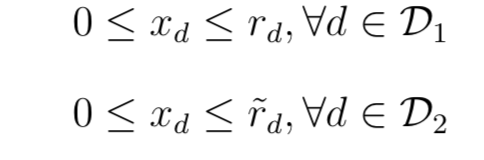 0 ≤ x_d ≤ r_d, ∀d ∈ 𝒟_1
0 ≤ x_d ≤ r̃_d, ∀d ∈ 𝒟_2